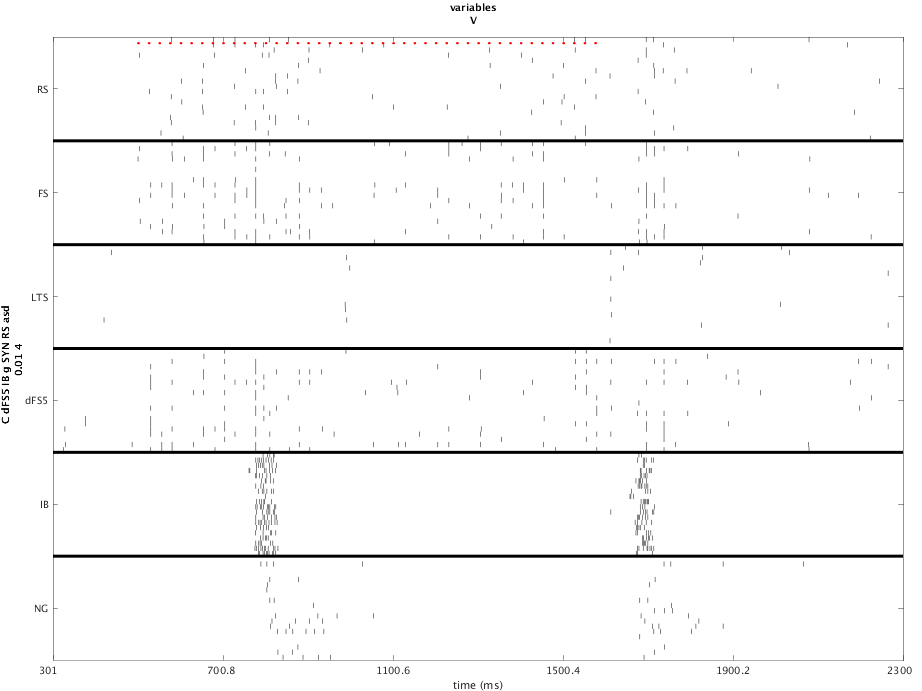 variables
V
RS
FS
LTS
dFS5
IB
NG
C dFS5 IB g SYN RS asd
0.01 4
301
700.8
1100.6
1500.4
1900.2
2300
time (ms)